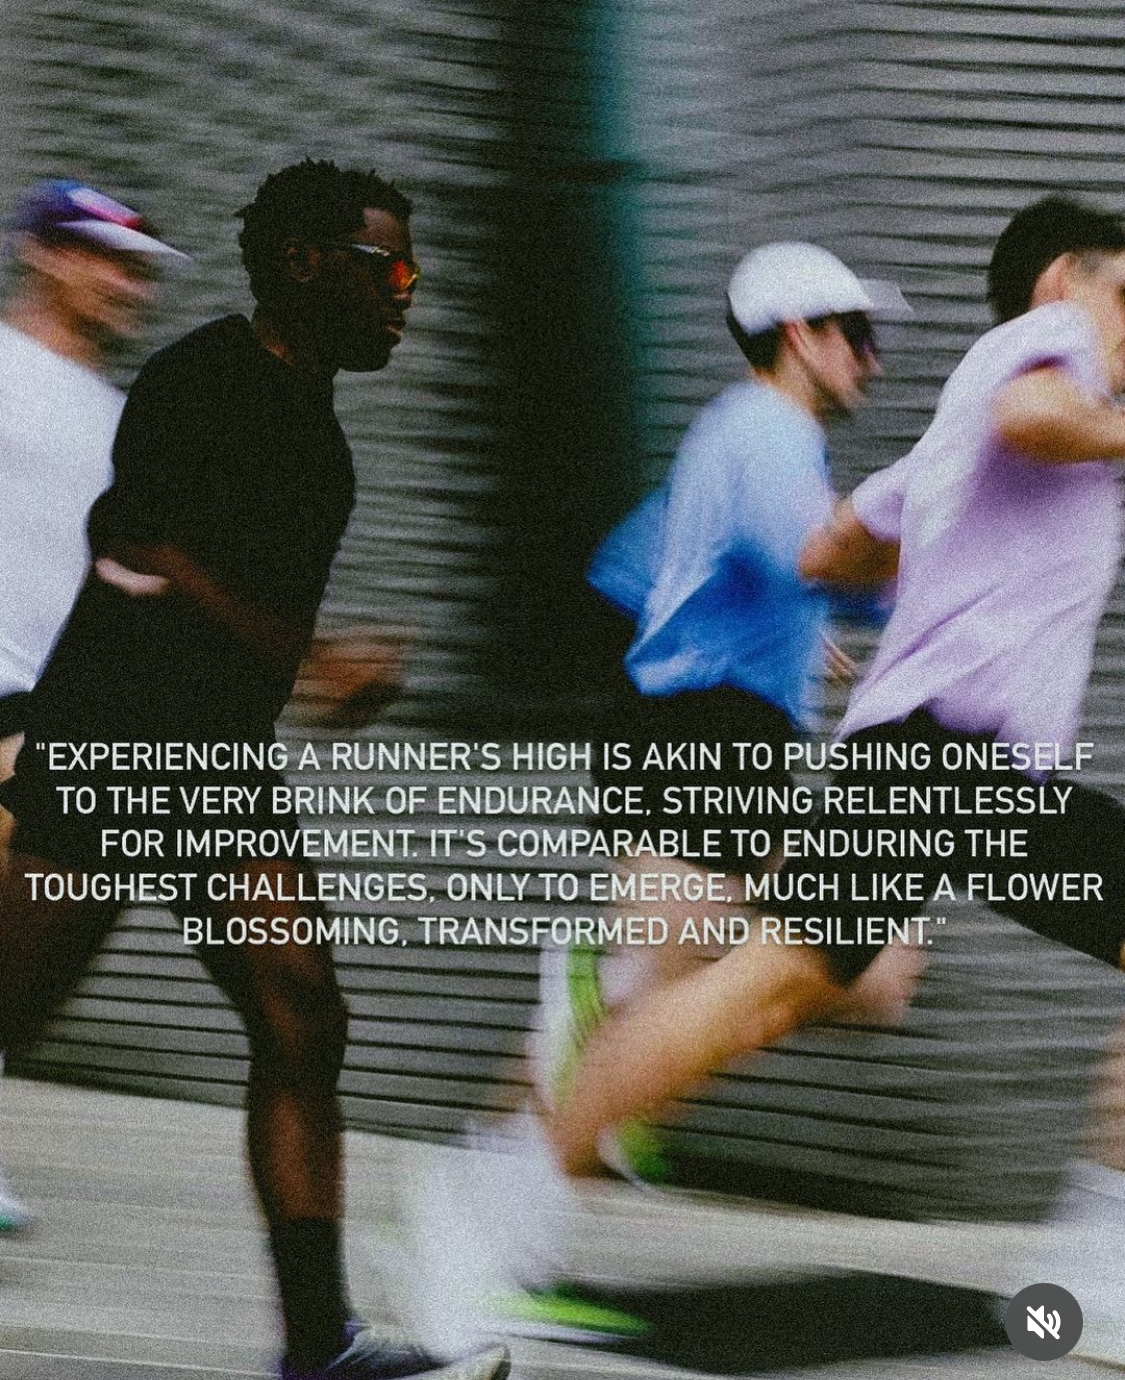 "EXPERIENCING A RUNNER'S HIGH IS AKIN TO PUSHING ONESELF
TO THE VERY BRINK OF ENDURANCE, STRIVING RELENTLESSLY
FOR IMPROVEMENT. IT'S COMPARABLE TO ENDURING THE
TOUGHEST CHALLENGES, ONLY TO EMERGE, MUCH LIKE A FLOWER
BLOSSOMING, TRANSFORMED AND RESILIENT."